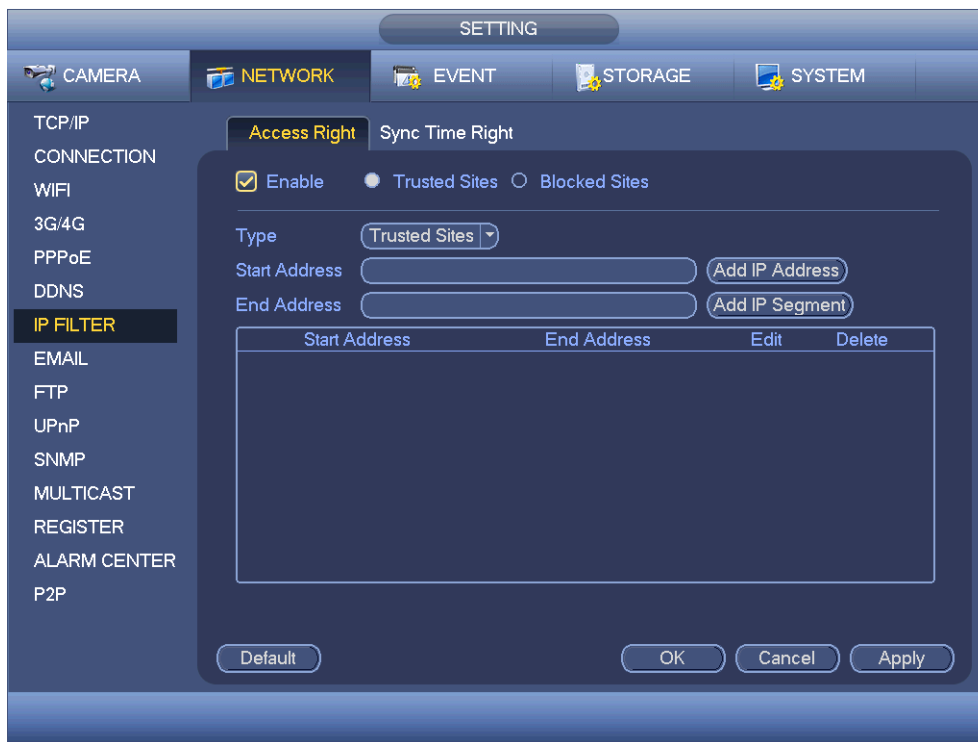 SETTING
CAMERA NETWORK EVENT STORAGE SYSTEM
TCP/IP
CONNECTION
WIFI
3G/4G
PPPoE
DDNS
IP FILTER
EMAIL
FTP
UPnP
SNMP
MULTICAST
REGISTER
ALARM CENTER
P2P
Access Right Sync Time Right
Enable Trusted Sites Blocked Sites
Type Trusted Sites
Start Address Add IP Address
End Address Add IP Segment
Start Address End Address Edit Delete
Default OK Cancel Apply